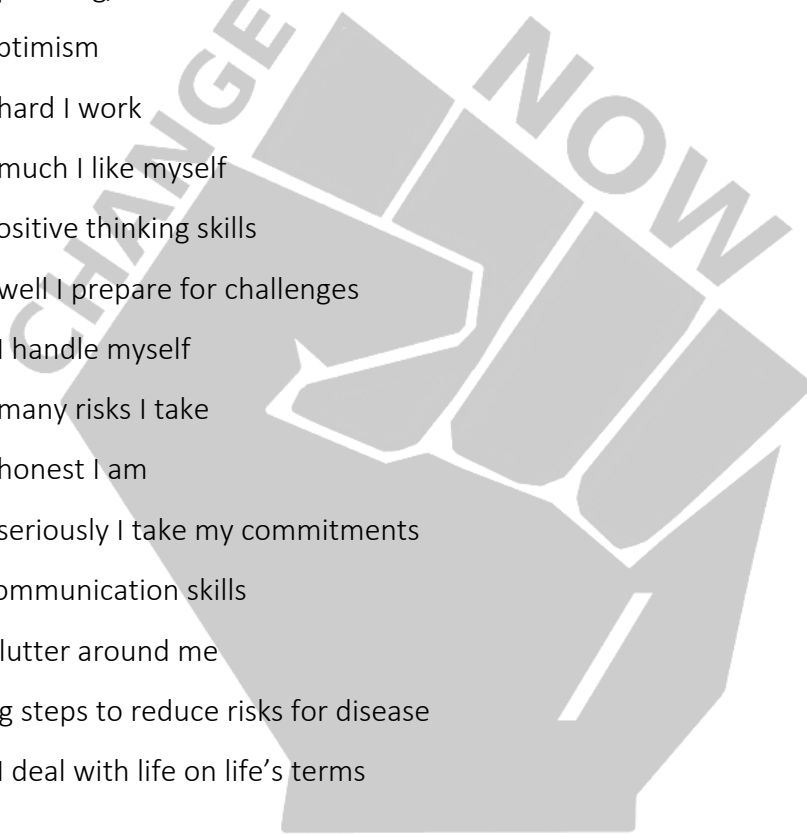 CHANGE
NOW
ptimism
hard I work
much I like myself
ositive thinking skills
well I prepare for challenges
I handle myself
many risks I take
honest I am
seriously I take my commitments
ommunication skills
lutter around me
g steps to reduce risks for disease
I deal with life on life’s terms